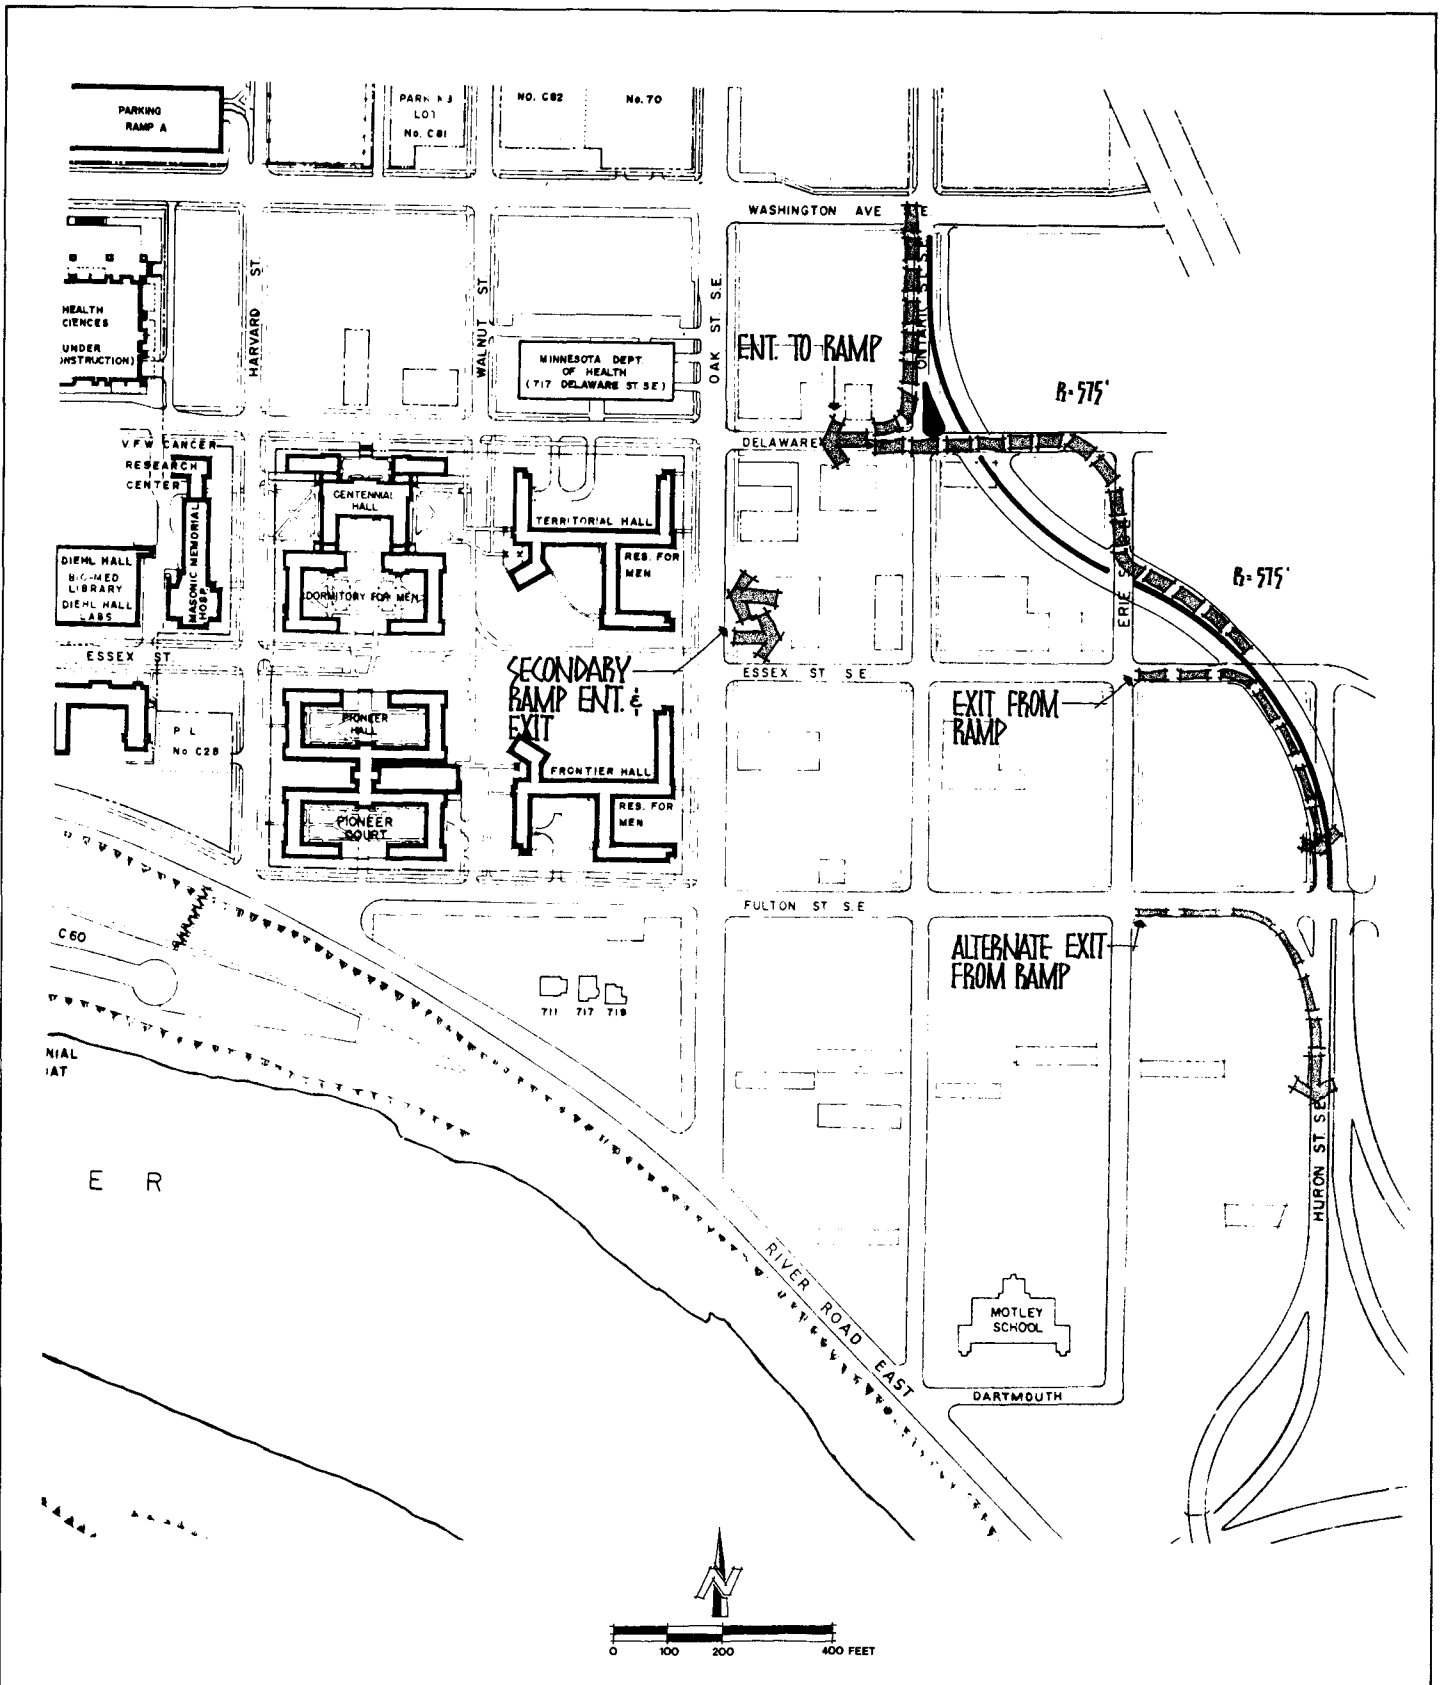 PARKING
RAMP A
LOT
No. C81
NO. C82
No. 70
WASHINGTON AVE
HARVARD ST.
WALNUT ST
OAK ST. S.E.
HEALTH
CIENCES
UNDER
ONSTRUCTION)
MINNESOTA DEPT.
OF HEALTH
(717 DELAWARE ST. SE)
ENT. TO RAMP
R=575'
DELAWARE
V.F.W. CANCER
RESEARCH
CENTER
MASONIC MEMORIAL
HOSP.
CENTENNIAL
HALL
DORMITORY FOR MEN
TERRITORIAL HALL
RES. FOR
MEN
DIEHL HALL
BIO-MED
LIBRARY
DIEHL HALL
LABS
ERIE
R=575'
ESSEX ST.
SECONDARY
RAMP ENT. &
EXIT
ESSEX ST S.E
EXIT FROM
RAMP
P L
No C28
PIONEER
HALL
FRONTIER HALL
RES. FOR
MEN
PIONEER
COURT
FULTON ST S.E
C60
ALTERNATE EXIT
FROM RAMP
711 717 719
NIAL
AT
E R
HURON ST. S.E.
RIVER ROAD EAST
MOTLEY
SCHOOL
DARTMOUTH
N
0 100 200 400 FEET